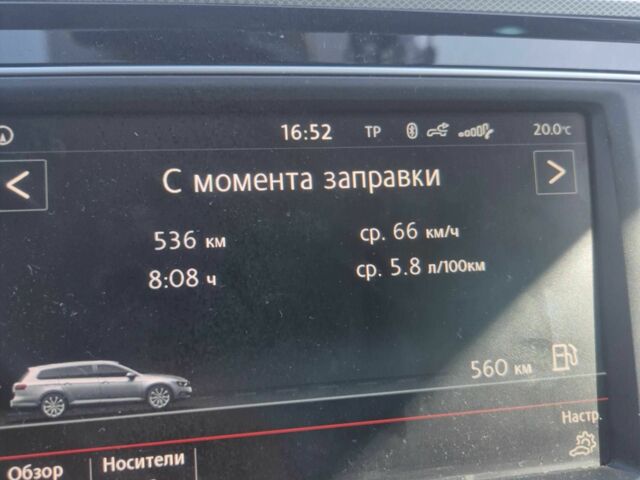 16:52 TP 20.0°C
< С момента заправки >
536 км ср. 66 км/ч
8:08 ч ср. 5.8 л/100км
560 км
Настр.
Обзор Носители